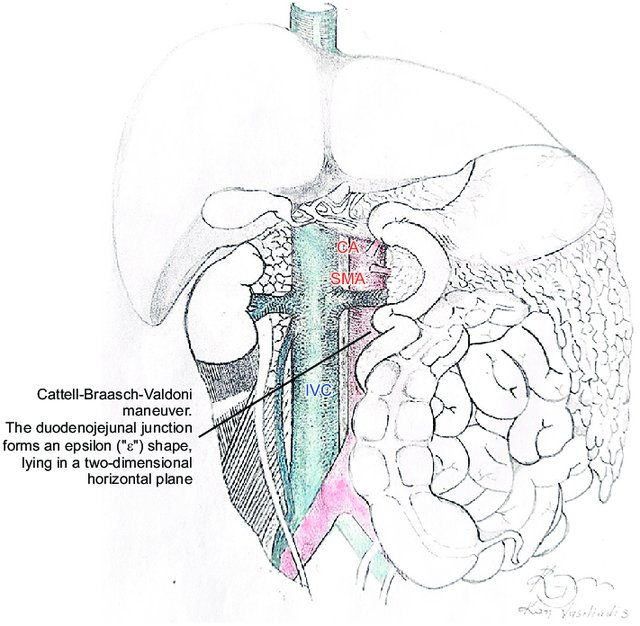 CA
SMA
IVC
Cattell-Braasch-Valdoni
maneuver.
The duodenojejunal junction
forms an epsilon ("ε") shape,
lying in a two-dimensional
horizontal plane